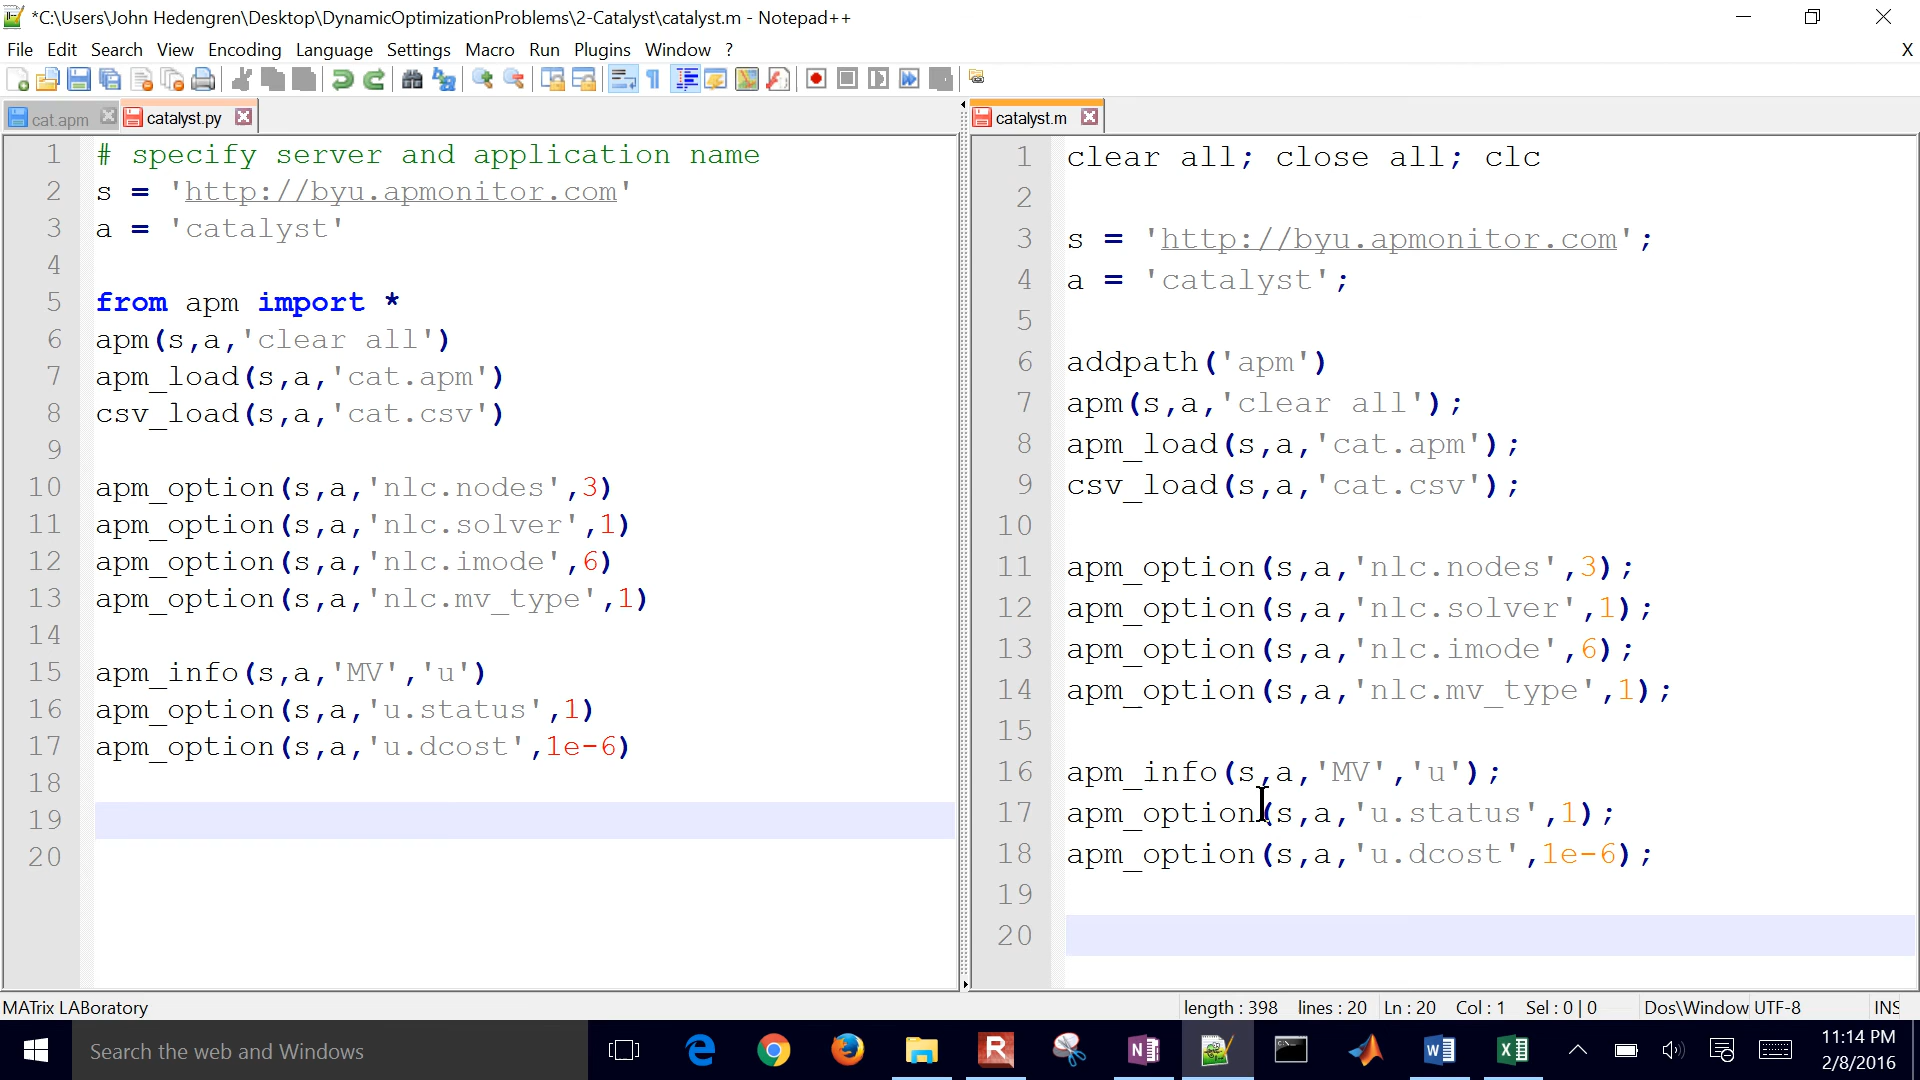 *C:\Users\John Hedengren\Desktop\DynamicOptimizationProblems\2-Catalyst\catalyst.m - Notepad++
File Edit Search View Encoding Language Settings Macro Run Plugins Window ? X
cat.apm catalyst.py
1 # specify server and application name
2 s = 'http://byu.apmonitor.com'
3 a = 'catalyst'
4
5 from apm import *
6 apm(s,a,'clear all')
7 apm_load(s,a,'cat.apm')
8 csv_load(s,a,'cat.csv')
9
10 apm_option(s,a,'nlc.nodes',3)
11 apm_option(s,a,'nlc.solver',1)
12 apm_option(s,a,'nlc.imode',6)
13 apm_option(s,a,'nlc.mv_type',1)
14
15 apm_info(s,a,'MV','u')
16 apm_option(s,a,'u.status',1)
17 apm_option(s,a,'u.dcost',1e-6)
18
19
20
catalyst.m
1 clear all; close all; clc
2
3 s = 'http://byu.apmonitor.com';
4 a = 'catalyst';
5
6 addpath('apm')
7 apm(s,a,'clear all');
8 apm_load(s,a,'cat.apm');
9 csv_load(s,a,'cat.csv');
10
11 apm_option(s,a,'nlc.nodes',3);
12 apm_option(s,a,'nlc.solver',1);
13 apm_option(s,a,'nlc.imode',6);
14 apm_option(s,a,'nlc.mv_type',1);
15
16 apm_info(s,a,'MV','u');
17 apm_option(s,a,'u.status',1);
18 apm_option(s,a,'u.dcost',1e-6);
19
20
MATrix LABoratory length : 398 lines : 20 Ln : 20 Col : 1 Sel : 0 | 0 Dos\Window UTF-8 INS
Search the web and Windows
11:14 PM
2/8/2016